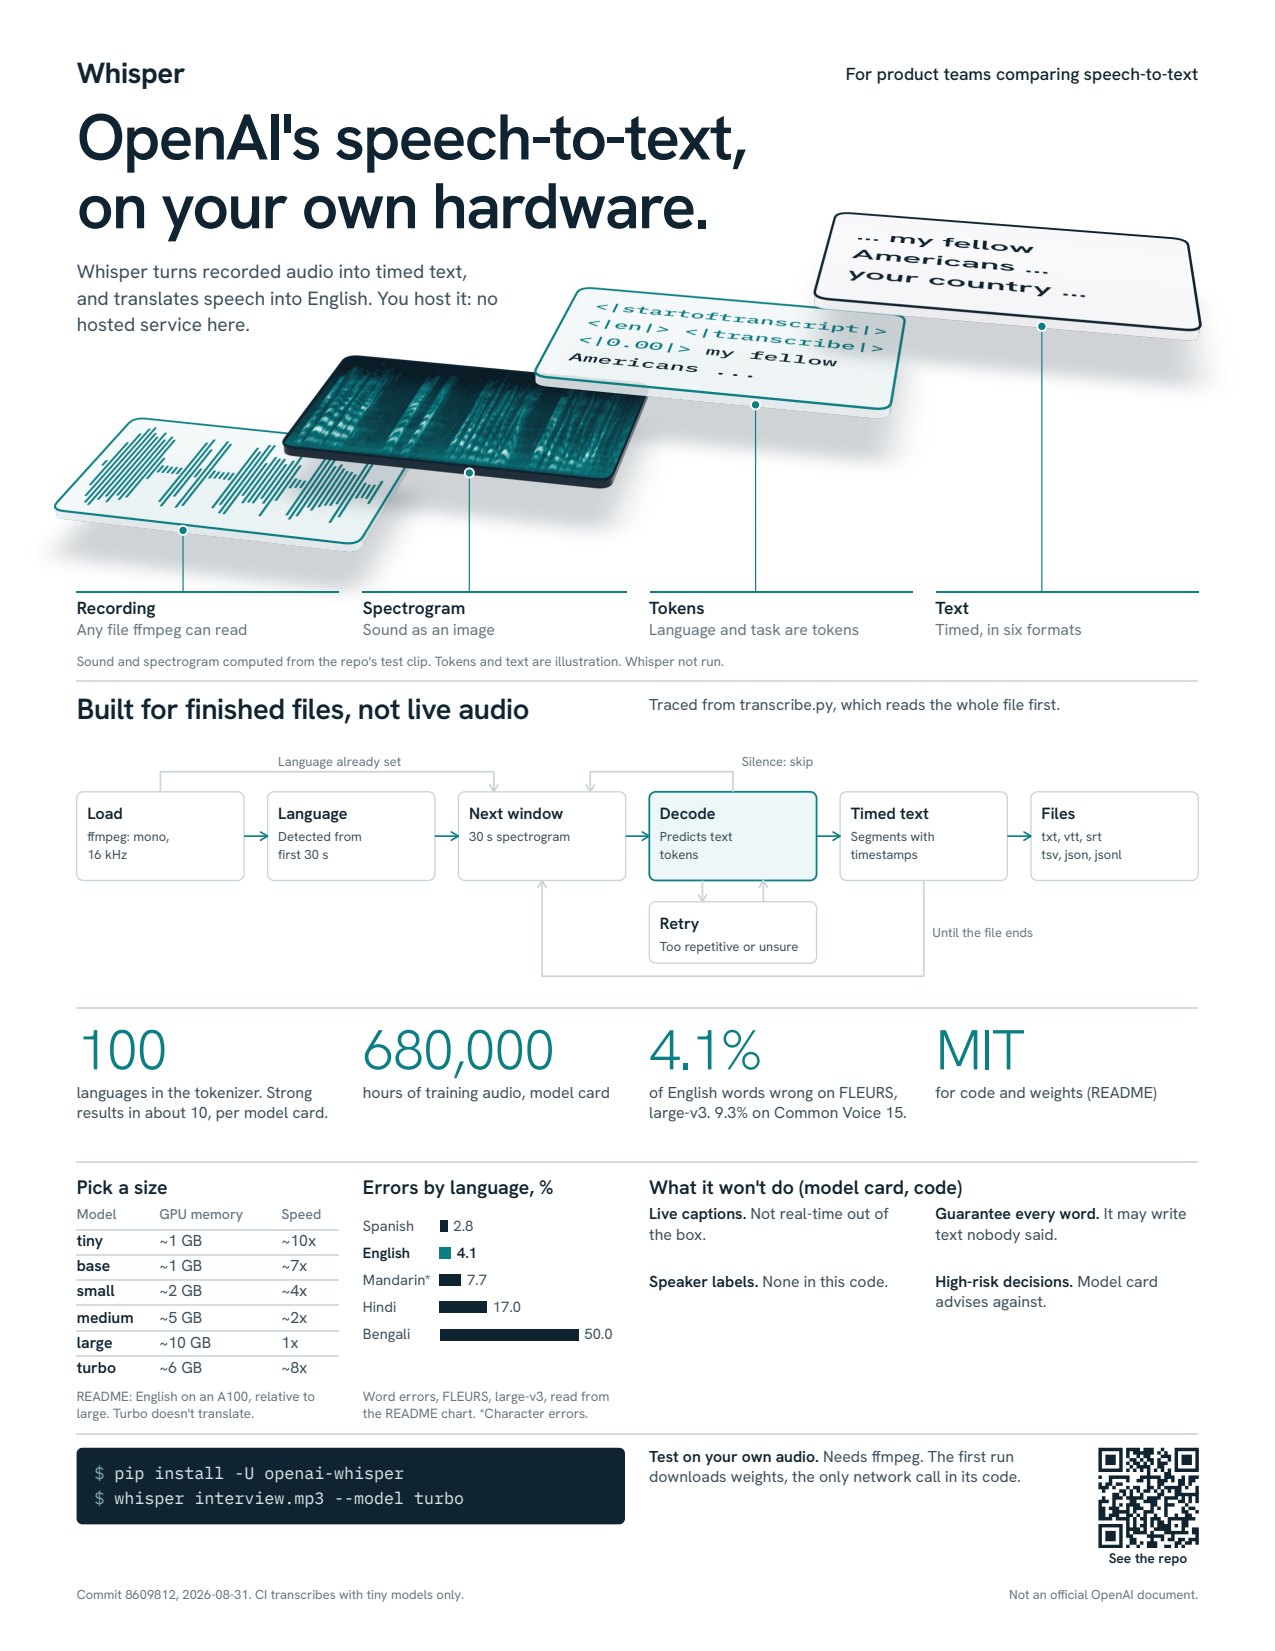 Whisper
For product teams comparing speech-to-text
OpenAI's speech-to-text,
on your own hardware.
Whisper turns recorded audio into timed text,
and translates speech into English. You host it: no
hosted service here.
... my fellow
Americans ...
your country ...
<|startoftranscript|>
<|en|> <|transcribe|>
<|0.00|> my fellow
Americans ...
Recording
Any file ffmpeg can read
Spectrogram
Sound as an image
Tokens
Language and task are tokens
Text
Timed, in six formats
Sound and spectrogram computed from the repo's test clip. Tokens and text are illustration. Whisper not run.
Built for finished files, not live audio
Traced from transcribe.py, which reads the whole file first.
Language already set
Silence: skip
Load
ffmpeg: mono,
16 kHz
Language
Detected from
first 30 s
Next window
30 s spectrogram
Decode
Predicts text
tokens
Timed text
Segments with
timestamps
Files
txt, vtt, srt
tsv, json, jsonl
Retry
Too repetitive or unsure
Until the file ends
100
languages in the tokenizer. Strong
results in about 10, per model card.
680,000
hours of training audio, model card
4.1%
of English words wrong on FLEURS,
large-v3. 9.3% on Common Voice 15.
MIT
for code and weights (README)
Pick a size
Model GPU memory Speed
tiny ~1 GB ~10x
base ~1 GB ~7x
small ~2 GB ~4x
medium ~5 GB ~2x
large ~10 GB 1x
turbo ~6 GB ~8x
README: English on an A100, relative to
large. Turbo doesn't translate.
Errors by language, %
Spanish 2.8
English 4.1
Mandarin* 7.7
Hindi 17.0
Bengali 50.0
Word errors, FLEURS, large-v3, read from
the README chart. *Character errors.
What it won't do (model card, code)
Live captions. Not real-time out of
the box.
Guarantee every word. It may write
text nobody said.
Speaker labels. None in this code.
High-risk decisions. Model card
advises against.
$ pip install -U openai-whisper
$ whisper interview.mp3 --model turbo
Test on your own audio. Needs ffmpeg. The first run
downloads weights, the only network call in its code.
See the repo
Commit 8609812, 2026-08-31. CI transcribes with tiny models only.
Not an official OpenAI document.